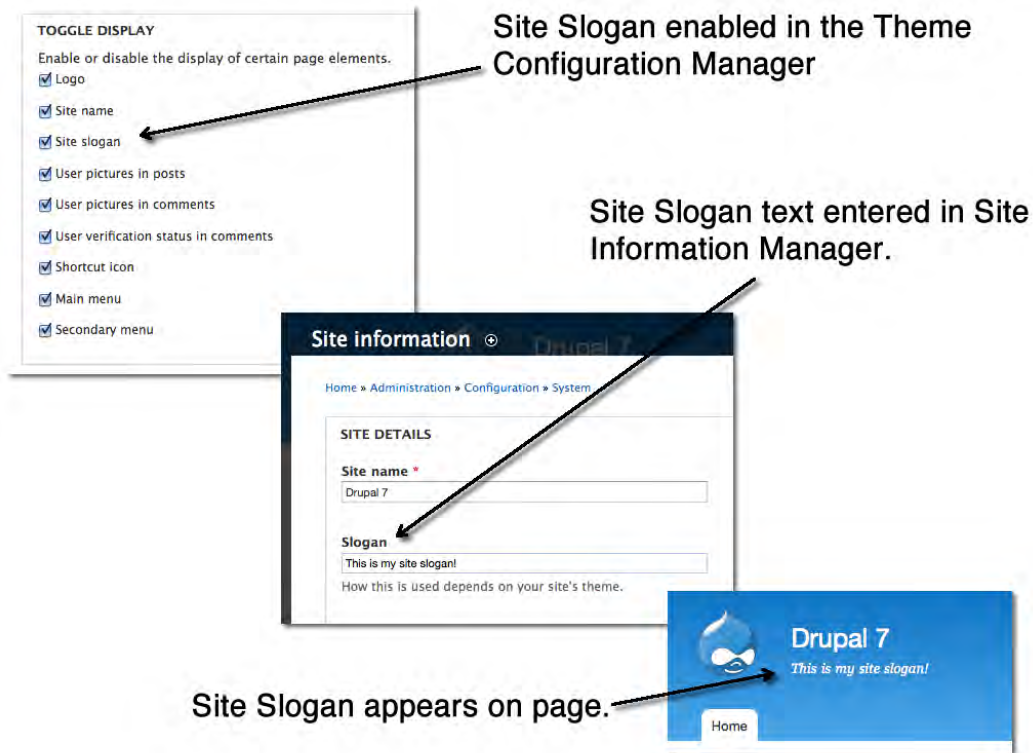 TOGGLE DISPLAY
Enable or disable the display of certain page elements.
Logo
Site name
Site slogan
User pictures in posts
User pictures in comments
User verification status in comments
Shortcut icon
Main menu
Secondary menu
Site Slogan enabled in the Theme
Configuration Manager
Site Slogan text entered in Site
Information Manager.
Site information
Drupal 7
Home » Administration » Configuration » System
SITE DETAILS
Site name *
Drupal 7
Slogan
This is my site slogan!
How this is used depends on your site's theme.
Drupal 7
This is my site slogan!
Home
Site Slogan appears on page.